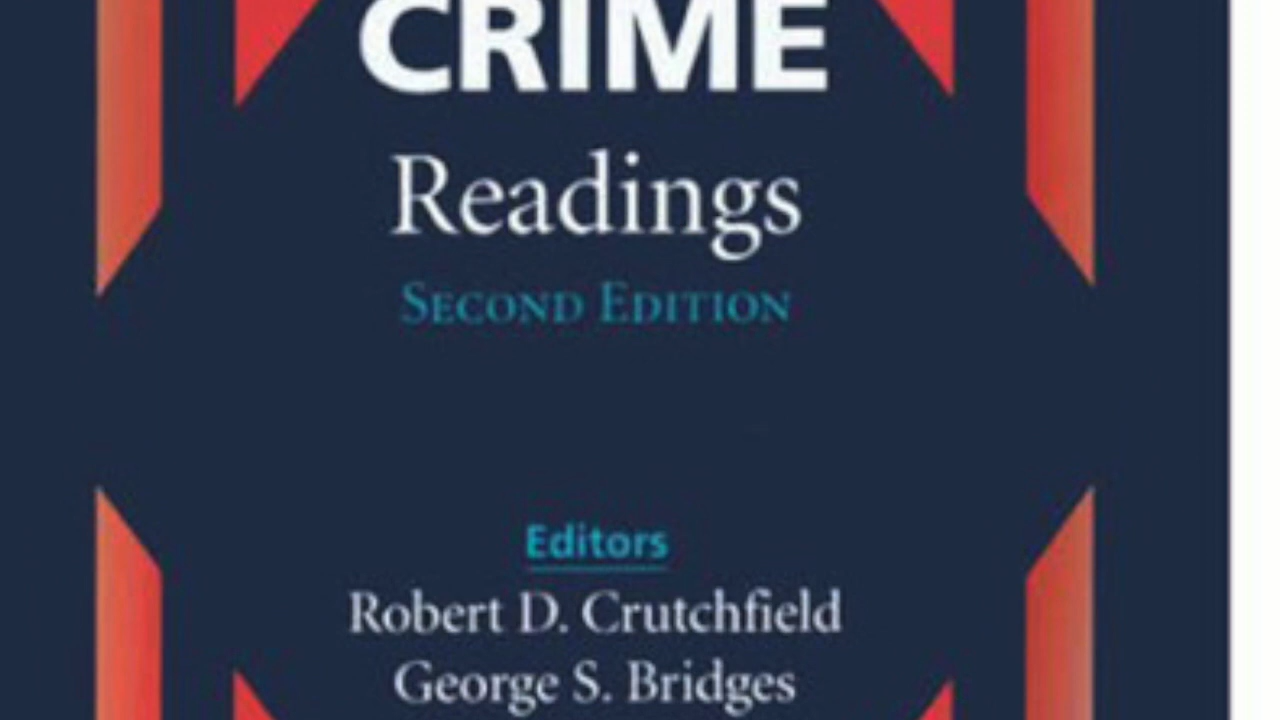 CRIME
Readings
SECOND EDITION
Editors
Robert D. Crutchfield
George S. Bridges